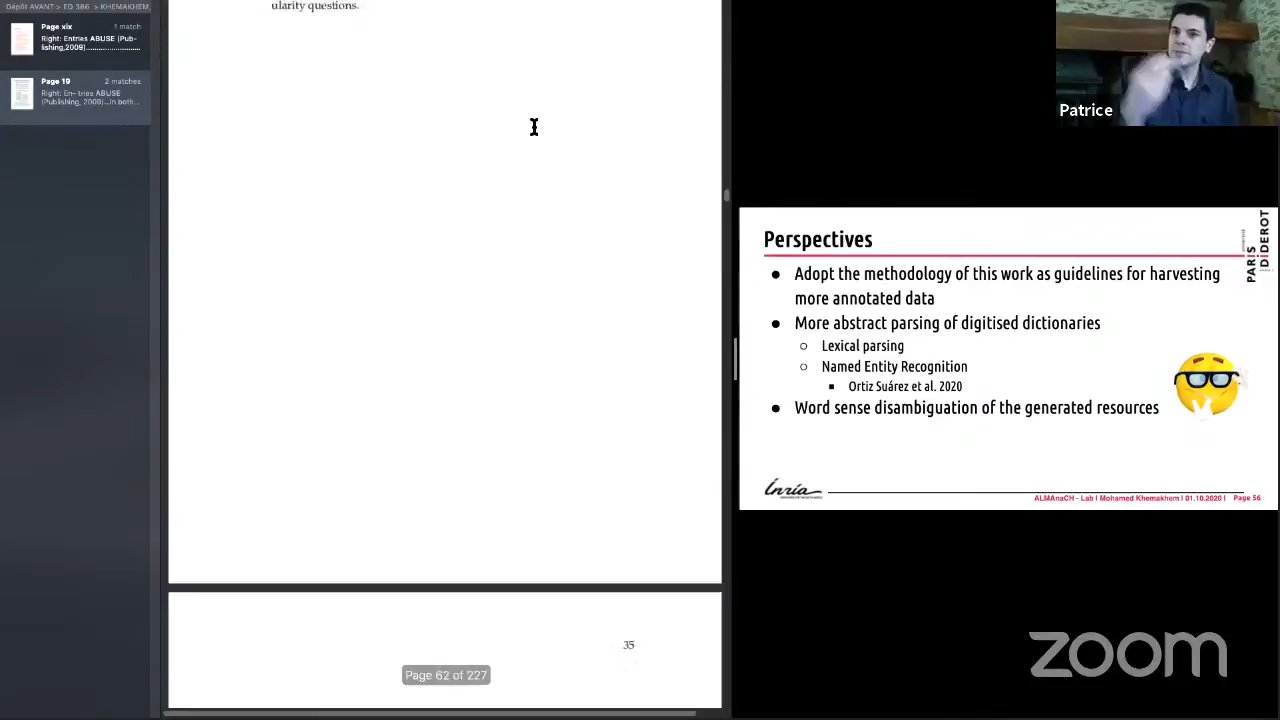 Dépôt AVANT > ED 386 > KHEMAKHEM,
Page xix 1 match
Right: Entries ABUSE (Pub-
lishing,2009)........................
Page 19 2 matches
Right: En- tries ABUSE
(Publishing, 2009)...In both...
ularity questions.
35
Page 62 of 227
Patrice
Perspectives
PARIS
DIDEROT
● Adopt the methodology of this work as guidelines for harvesting
more annotated data
● More abstract parsing of digitised dictionaries
○ Lexical parsing
○ Named Entity Recognition
■ Ortiz Suárez et al. 2020
● Word sense disambiguation of the generated resources
Inria
ALMAnaCH - Lab I Mohamed Khemakhem I 01.10.2020 I Page 56
zoom